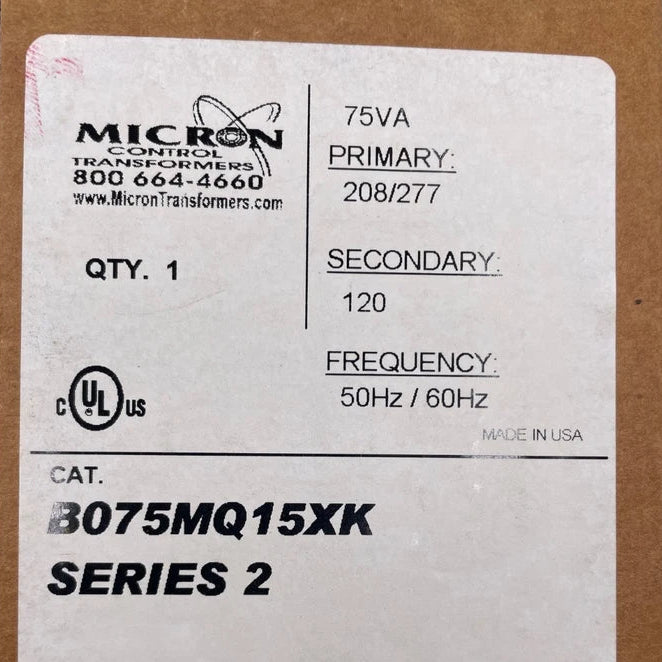 MICRON
CONTROL
TRANSFORMERS
800 664-4660
www.MicronTransformers.com
QTY. 1
75VA
PRIMARY:
208/277
SECONDARY:
120
FREQUENCY:
50Hz / 60Hz
C UL US
MADE IN USA
CAT.
B075MQ15XK
SERIES 2